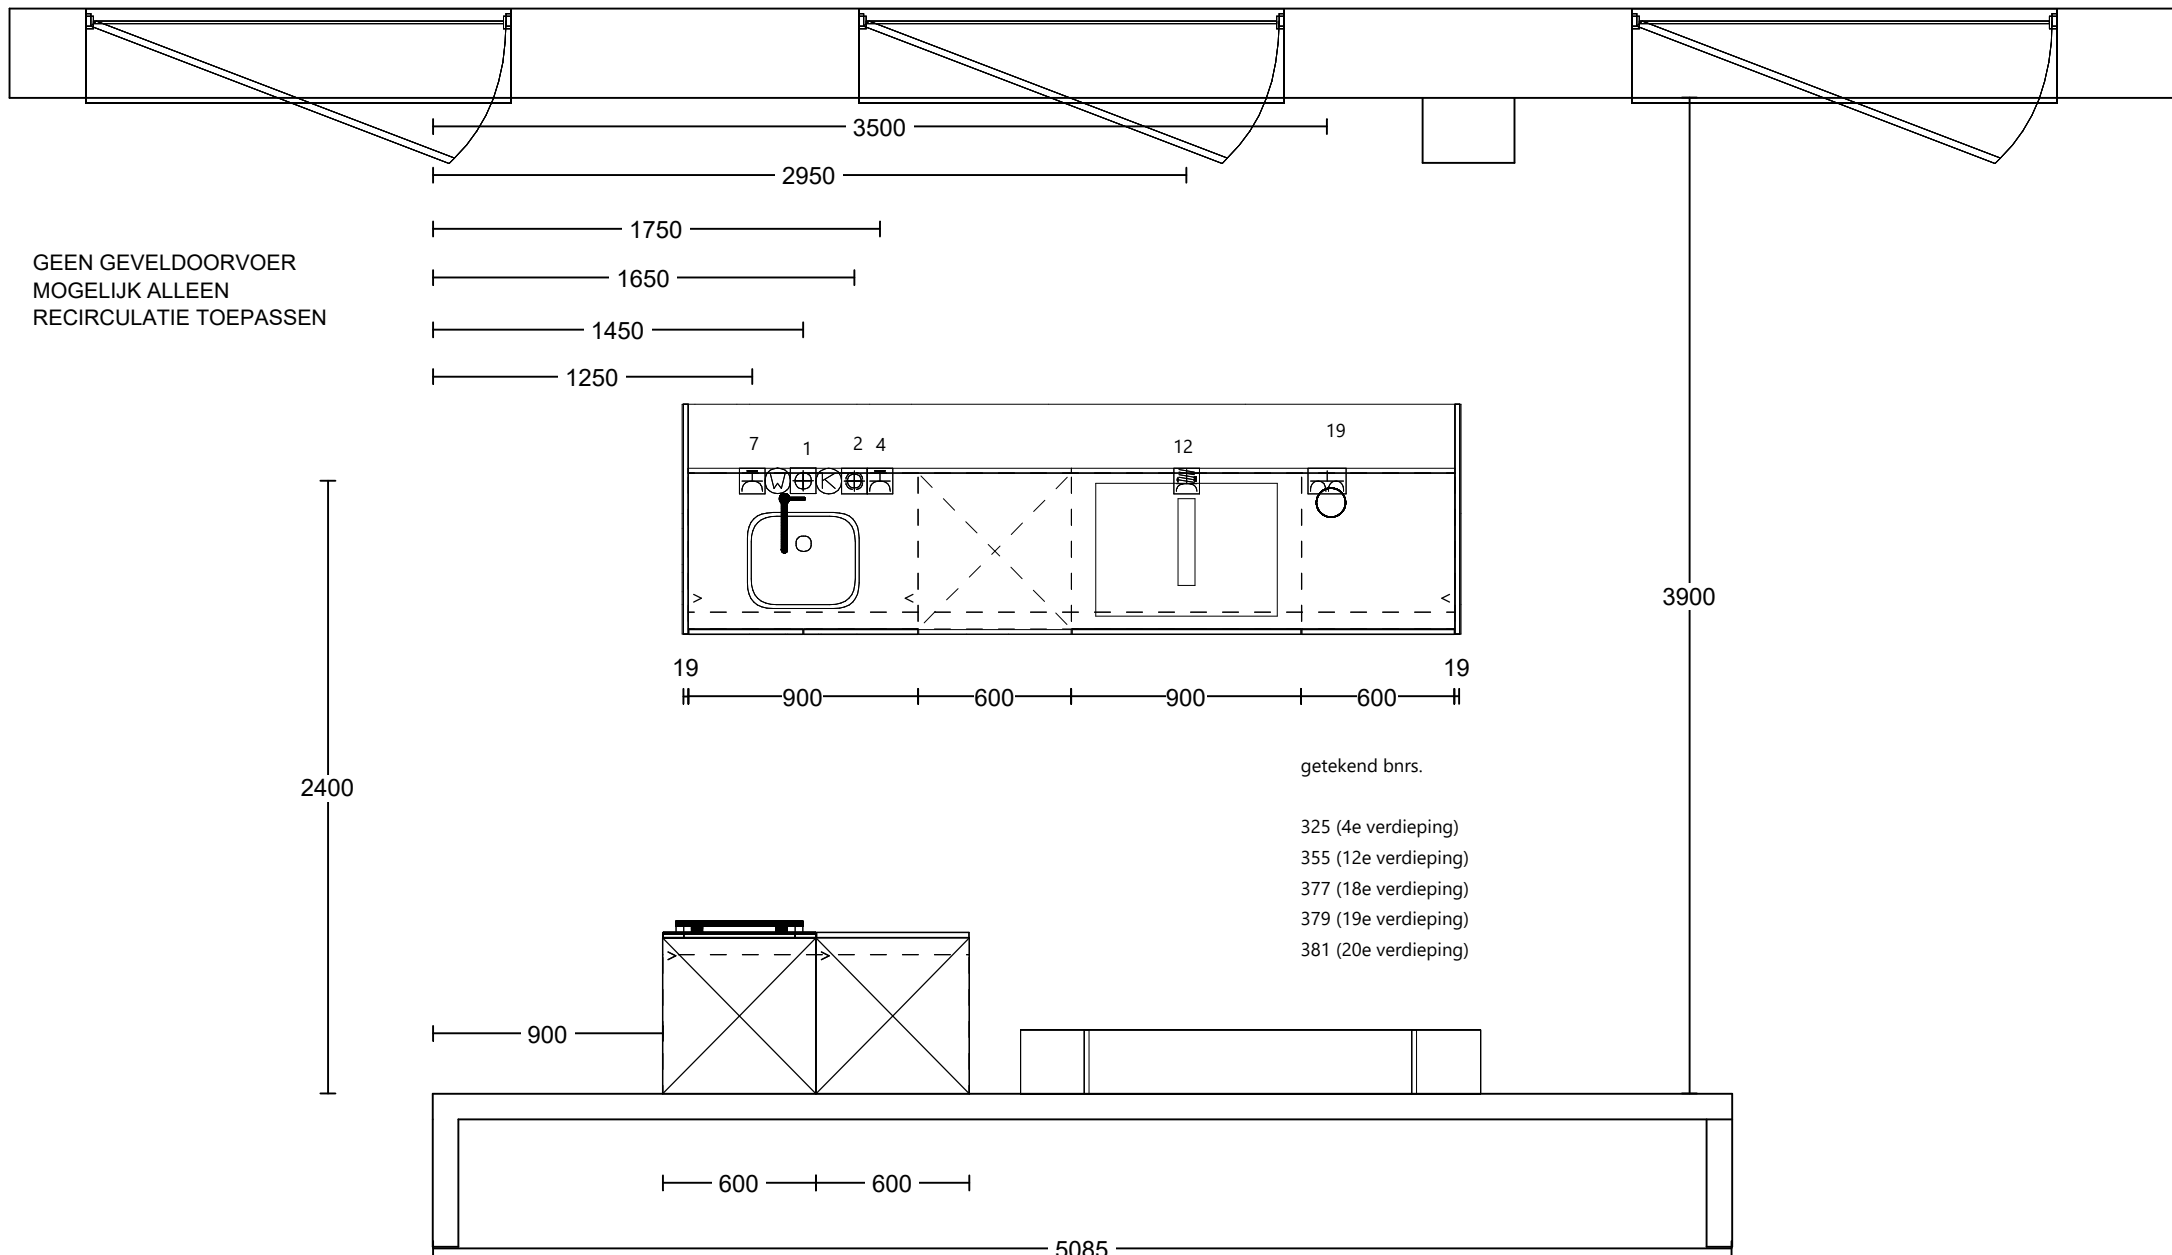 3500
2950
1750
1650
1450
1250
GEEN GEVELDOORVOER
MOGELIJK ALLEEN
RECIRCULATIE TOEPASSEN
7 W 1 K 2 4 12 19
3900
19 19
900 600 900 600
2400
getekend bnrs.
325 (4e verdieping)
355 (12e verdieping)
377 (18e verdieping)
379 (19e verdieping)
381 (20e verdieping)
900
600 600
5085